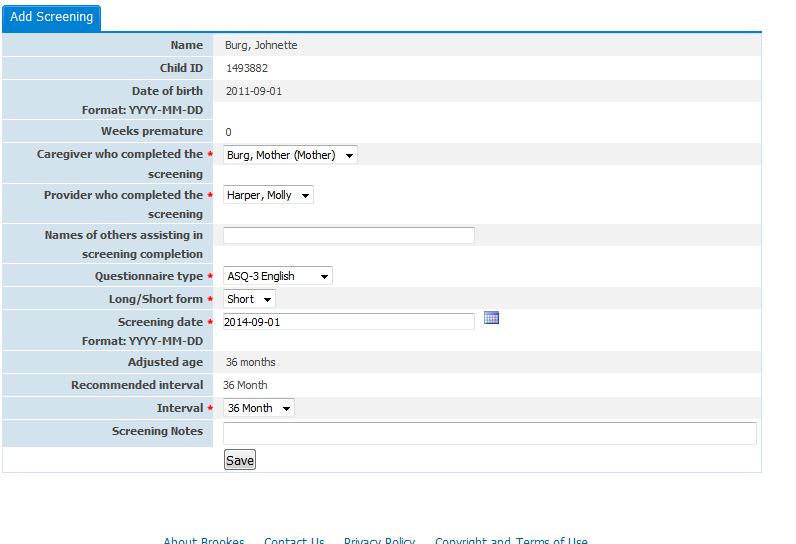 Add Screening
Name Burg, Johnette
Child ID 1493882
Date of birth 2011-09-01
Format: YYYY-MM-DD
Weeks premature 0
Caregiver who completed the * Burg, Mother (Mother)
screening
Provider who completed the * Harper, Molly
screening
Names of others assisting in
screening completion
Questionnaire type * ASQ-3 English
Long/Short form * Short
Screening date * 2014-09-01
Format: YYYY-MM-DD
Adjusted age 36 months
Recommended interval 36 Month
Interval * 36 Month
Screening Notes
Save
About Brookes Contact Us Privacy Policy Copyright and Terms of Use